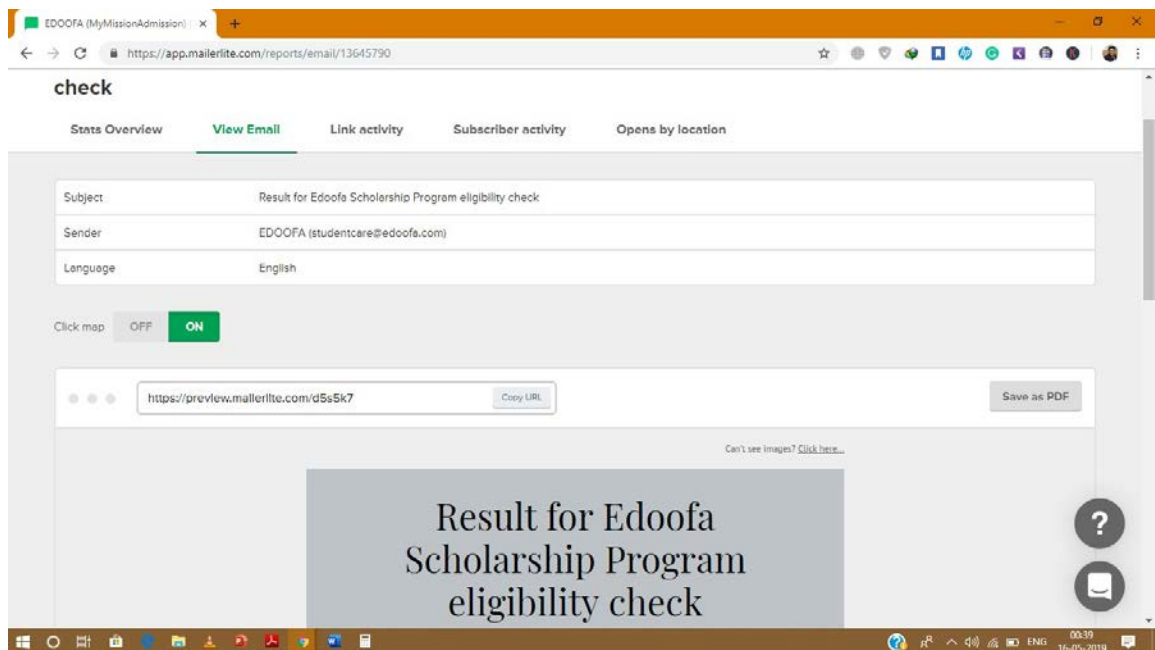 EDOOFA (MyMissionAdmission)
https://app.mailerlite.com/reports/email/13645790
check
Stats Overview View Email Link activity Subscriber activity Opens by location
Subject Result for Edoofa Scholarship Program eligibility check
Sender EDOOFA (studentcare@edoofa.com)
Language English
Click map OFF ON
https://preview.mailerlite.com/d5s5k7 Copy URL Save as PDF
Can't see images? Click here...
Result for Edoofa
Scholarship Program
eligibility check
?
ENG 00:39
16-05-2019